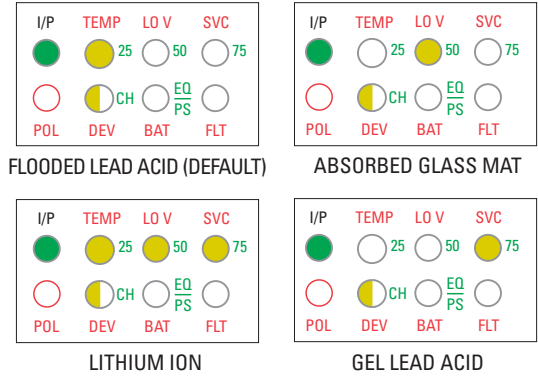 I/P TEMP LO V SVC
25 50 75
CH EQ
PS
POL DEV BAT FLT
FLOODED LEAD ACID (DEFAULT)
I/P TEMP LO V SVC
25 50 75
CH EQ
PS
POL DEV BAT FLT
ABSORBED GLASS MAT
I/P TEMP LO V SVC
25 50 75
CH EQ
PS
POL DEV BAT FLT
LITHIUM ION
I/P TEMP LO V SVC
25 50 75
CH EQ
PS
POL DEV BAT FLT
GEL LEAD ACID